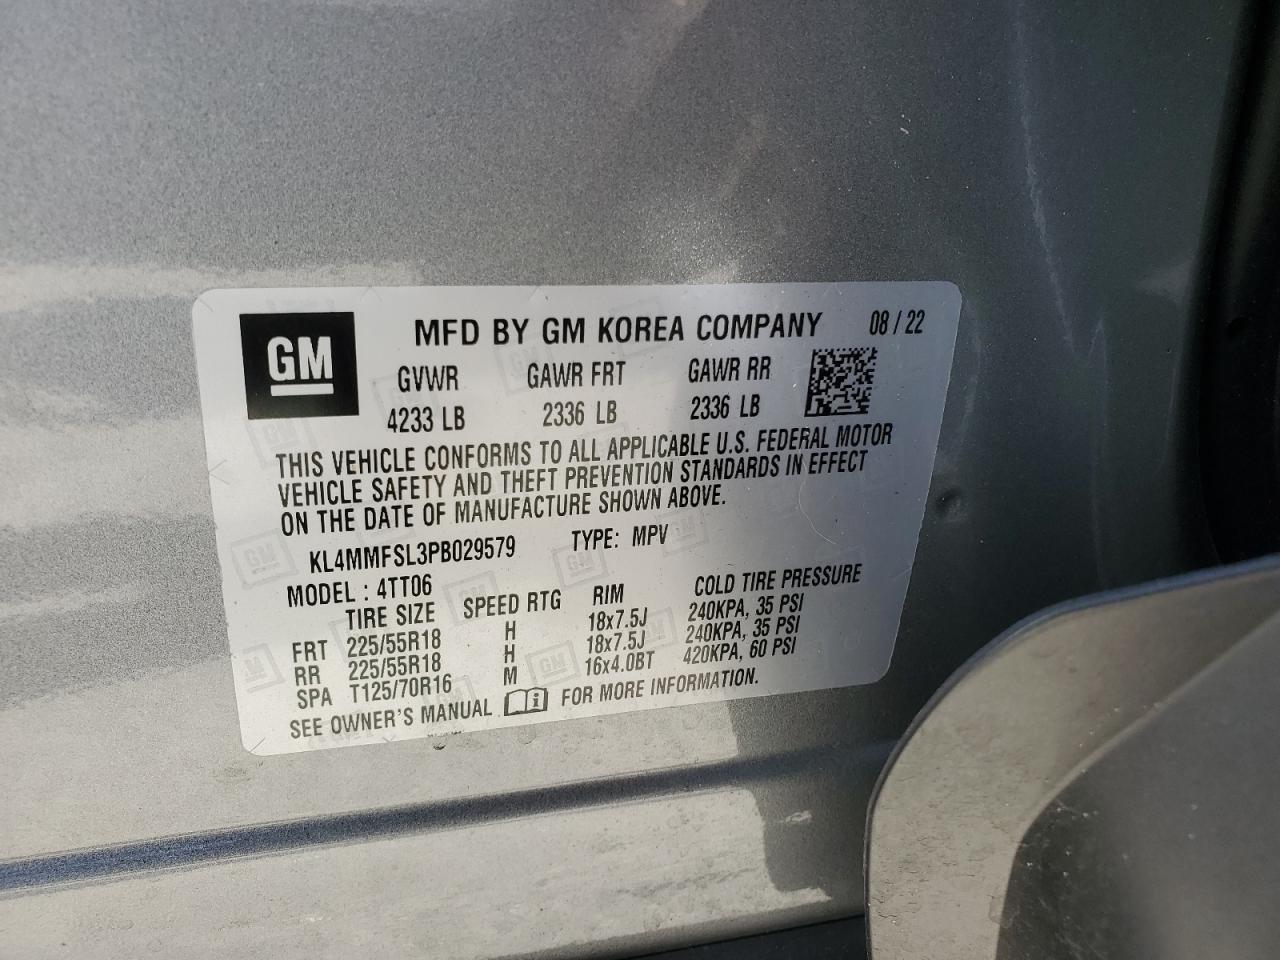 GM MFD BY GM KOREA COMPANY 08 / 22
GVWR GAWR FRT GAWR RR
4233 LB 2336 LB 2336 LB
THIS VEHICLE CONFORMS TO ALL APPLICABLE U.S. FEDERAL MOTOR
VEHICLE SAFETY AND THEFT PREVENTION STANDARDS IN EFFECT
ON THE DATE OF MANUFACTURE SHOWN ABOVE.
KL4MMFSL3PB029579 TYPE: MPV
MODEL : 4TT06
TIRE SIZE SPEED RTG RIM COLD TIRE PRESSURE
FRT 225/55R18 H 18x7.5J 240KPA, 35 PSI
RR 225/55R18 H 18x7.5J 240KPA, 35 PSI
SPA T125/70R16 M 16x4.0BT 420KPA, 60 PSI
SEE OWNER'S MANUAL i FOR MORE INFORMATION.